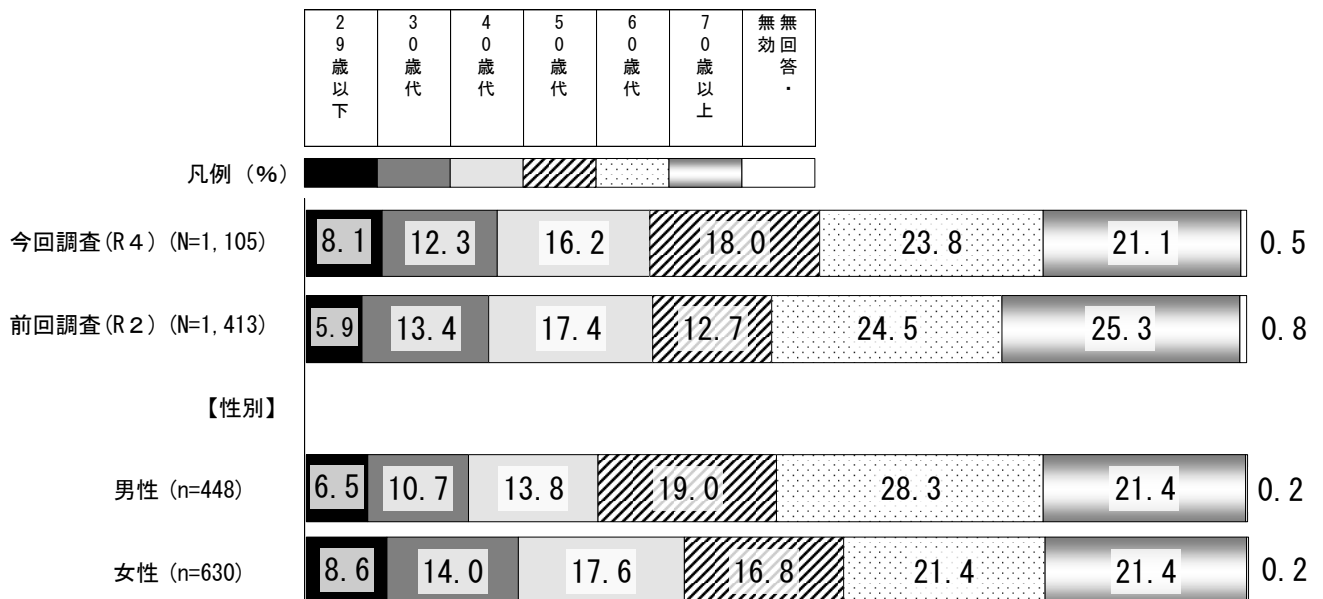 29歳以下
30歳代
40歳代
50歳代
60歳代
70歳以上
無回答・
無効
凡例（%）
今回調査(R４) (N=1,105) 8.1 12.3 16.2 18.0 23.8 21.1 0.5
前回調査(R２) (N=1,413) 5.9 13.4 17.4 12.7 24.5 25.3 0.8
【性別】
男性 (n=448) 6.5 10.7 13.8 19.0 28.3 21.4 0.2
女性 (n=630) 8.6 14.0 17.6 16.8 21.4 21.4 0.2